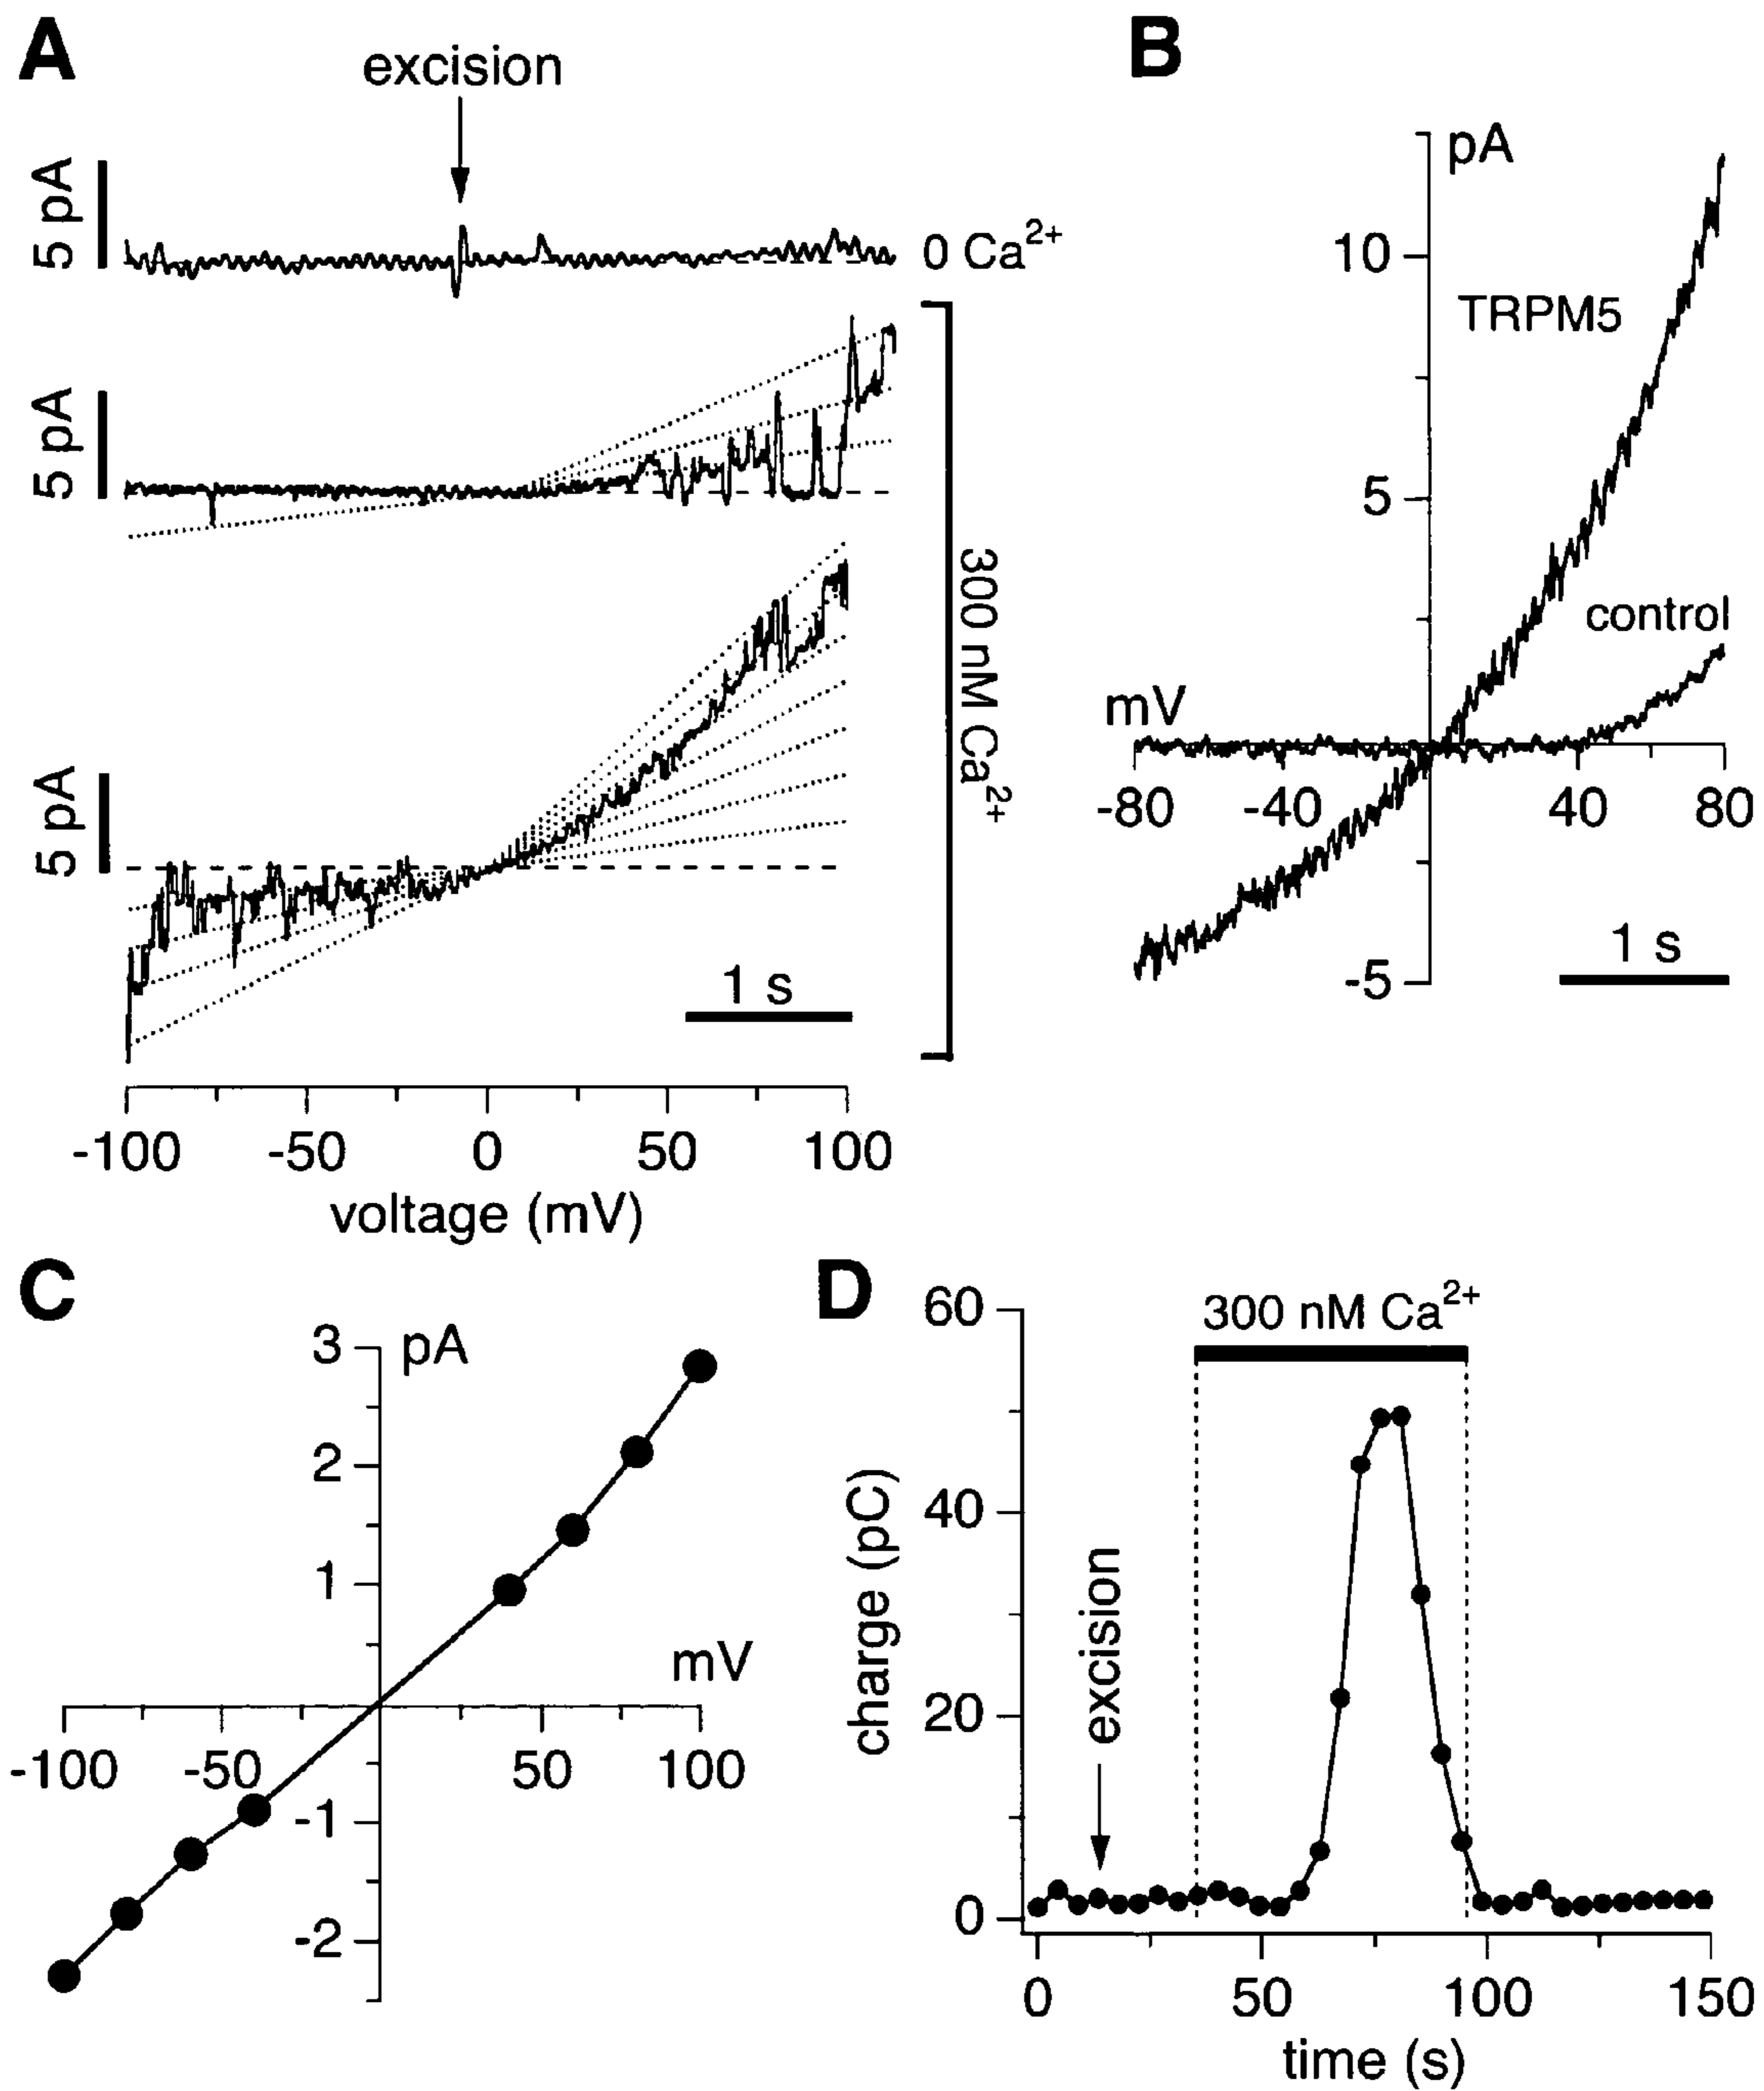 A
excision
5 pA
0 Ca2+
5 pA
300 nM Ca2+
5 pA
1 s
-100 -50 0 50 100
voltage (mV)
B
pA
10
TRPM5
5
control
mV
-80 -40 40 80
1 s
-5
C
3 pA
2
1
mV
-100 -50 50 100
-1
-2
D
60
300 nM Ca2+
40
charge (pC)
excision
20
0
0 50 100 150
time (s)